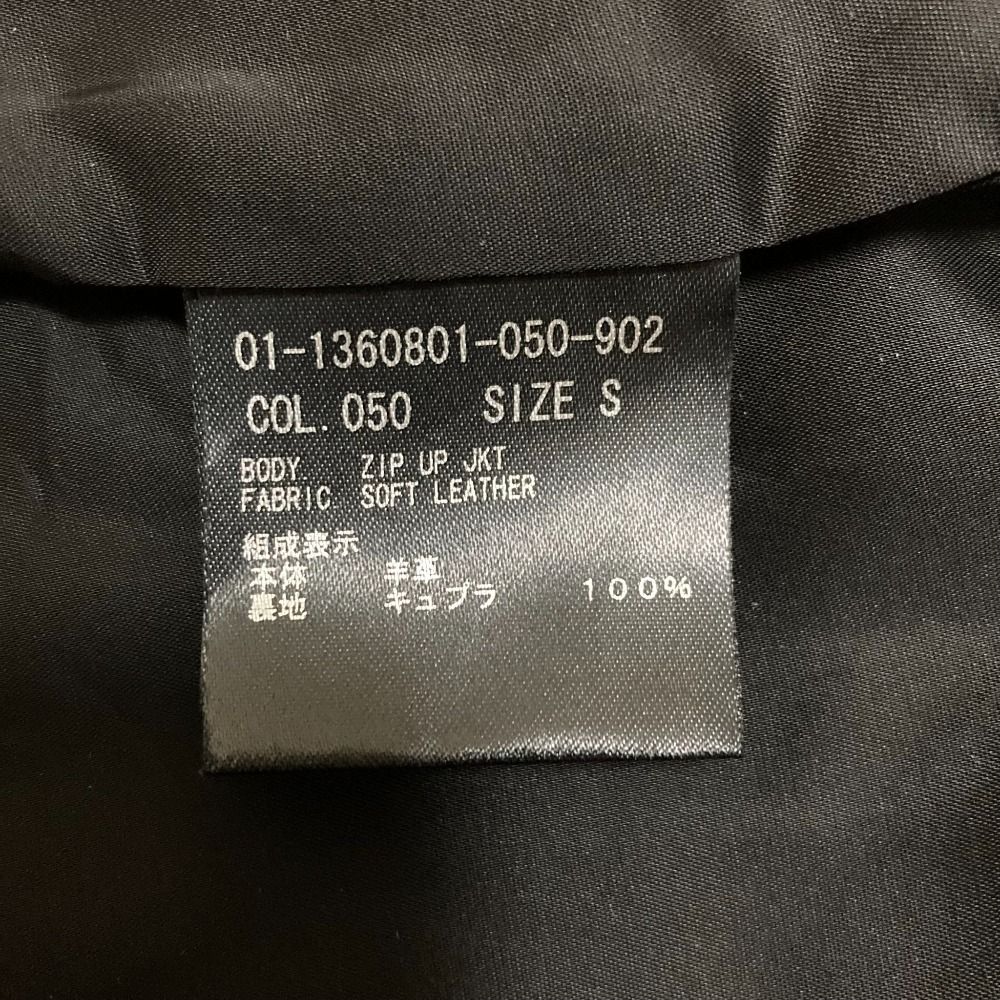 01-1360801-050-902
COL.050 SIZE S
BODY ZIP UP JKT
FABRIC SOFT LEATHER
組成表示
本体 羊革
裏地 キュプラ 100%